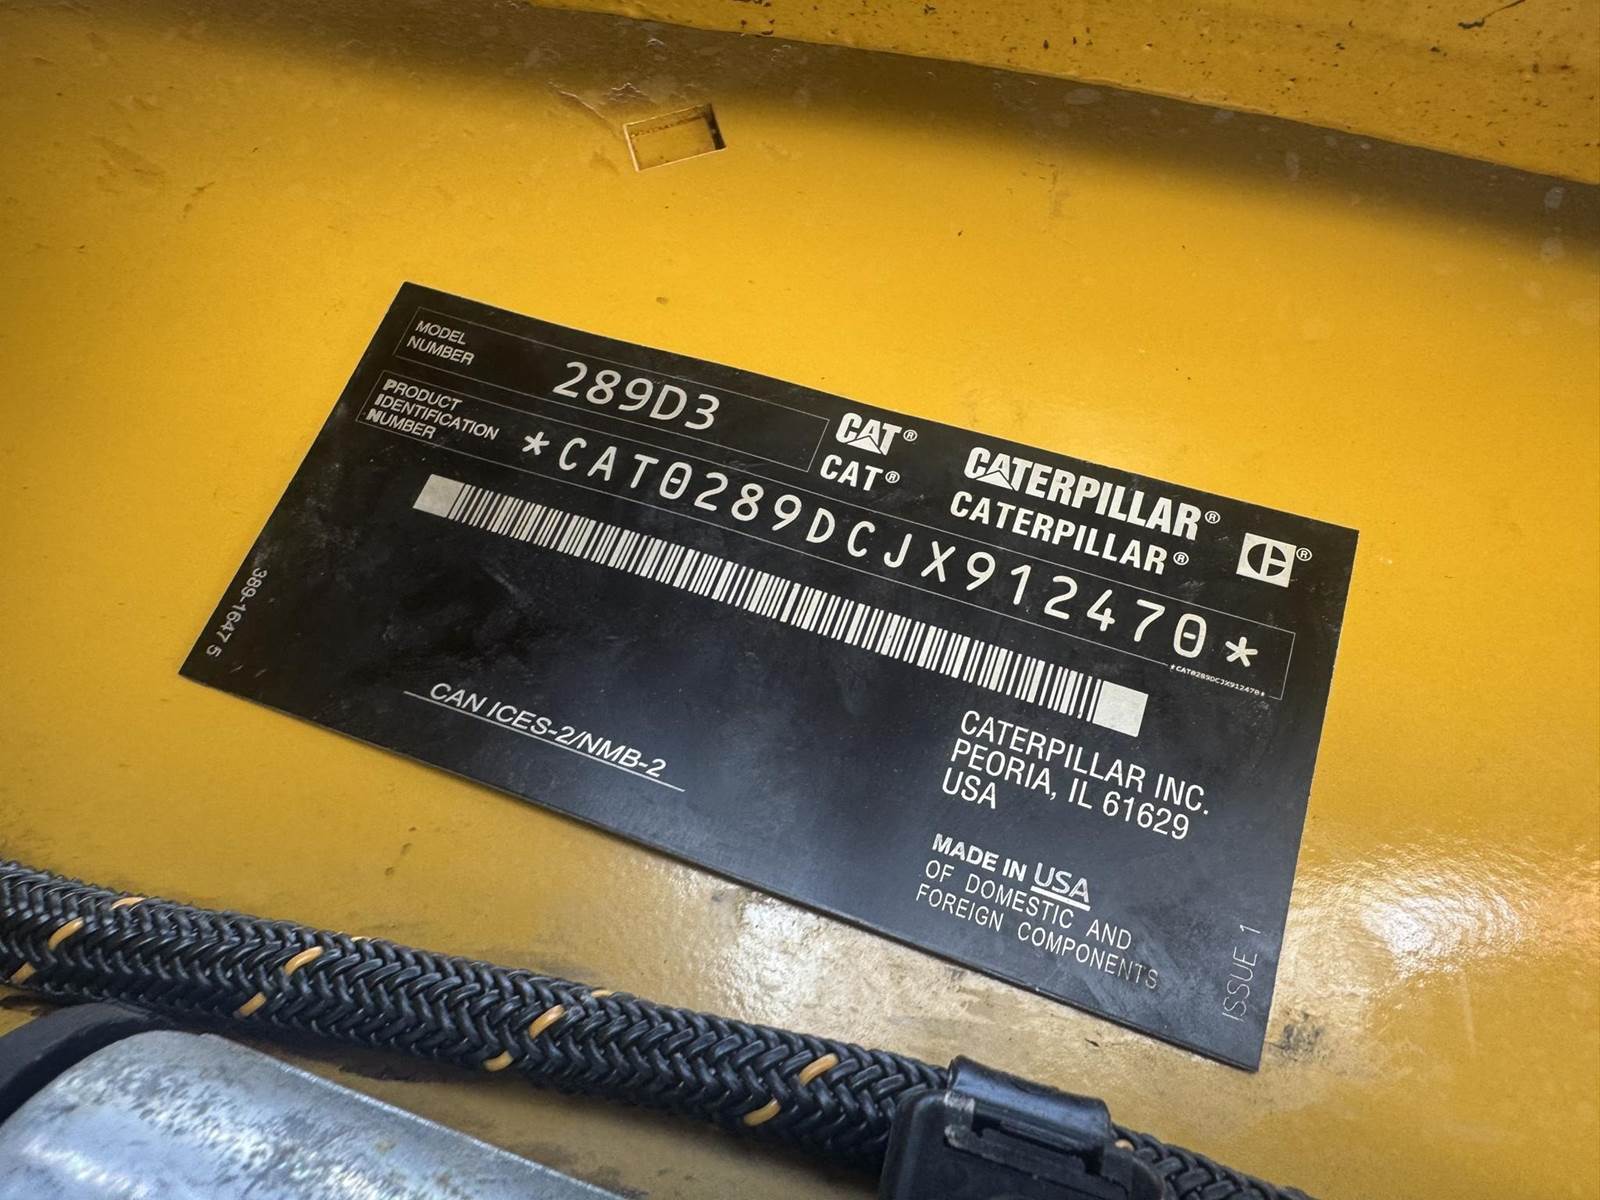 MODEL
NUMBER
289D3
PRODUCT
IDENTIFICATION
NUMBER
*CAT0289DCJX912470*
CAT®
CAT®
CATERPILLAR®
CATERPILLAR®
CE®
*CAT0289DCJX912470*
389-1647 5
CAN ICES-2/NMB-2
CATERPILLAR INC.
PEORIA, IL 61629
USA
MADE IN USA
OF DOMESTIC AND
FOREIGN COMPONENTS
ISSUE 1